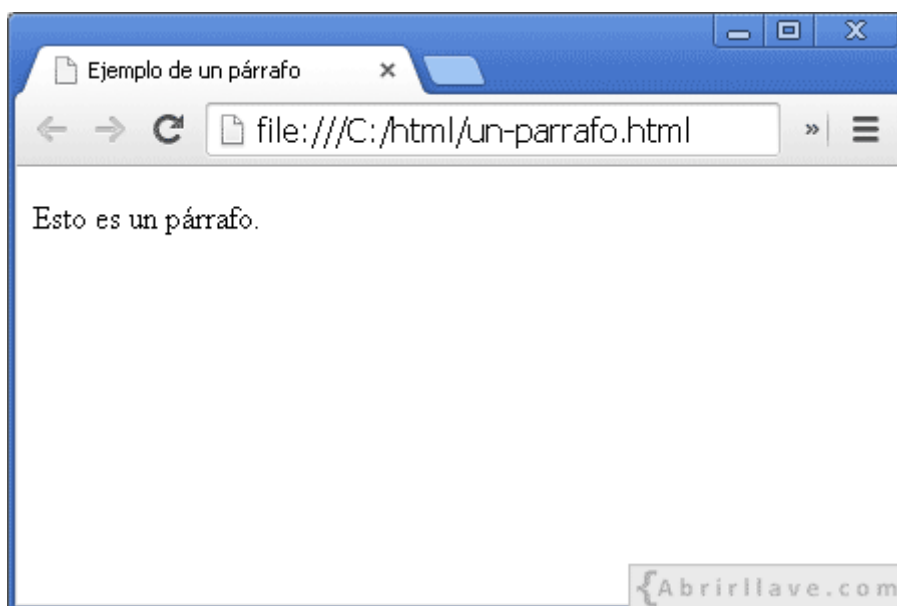 Ejemplo de un párrafo
file:///C:/html/un-parrafo.html
Esto es un párrafo.
{Abrirllave.com